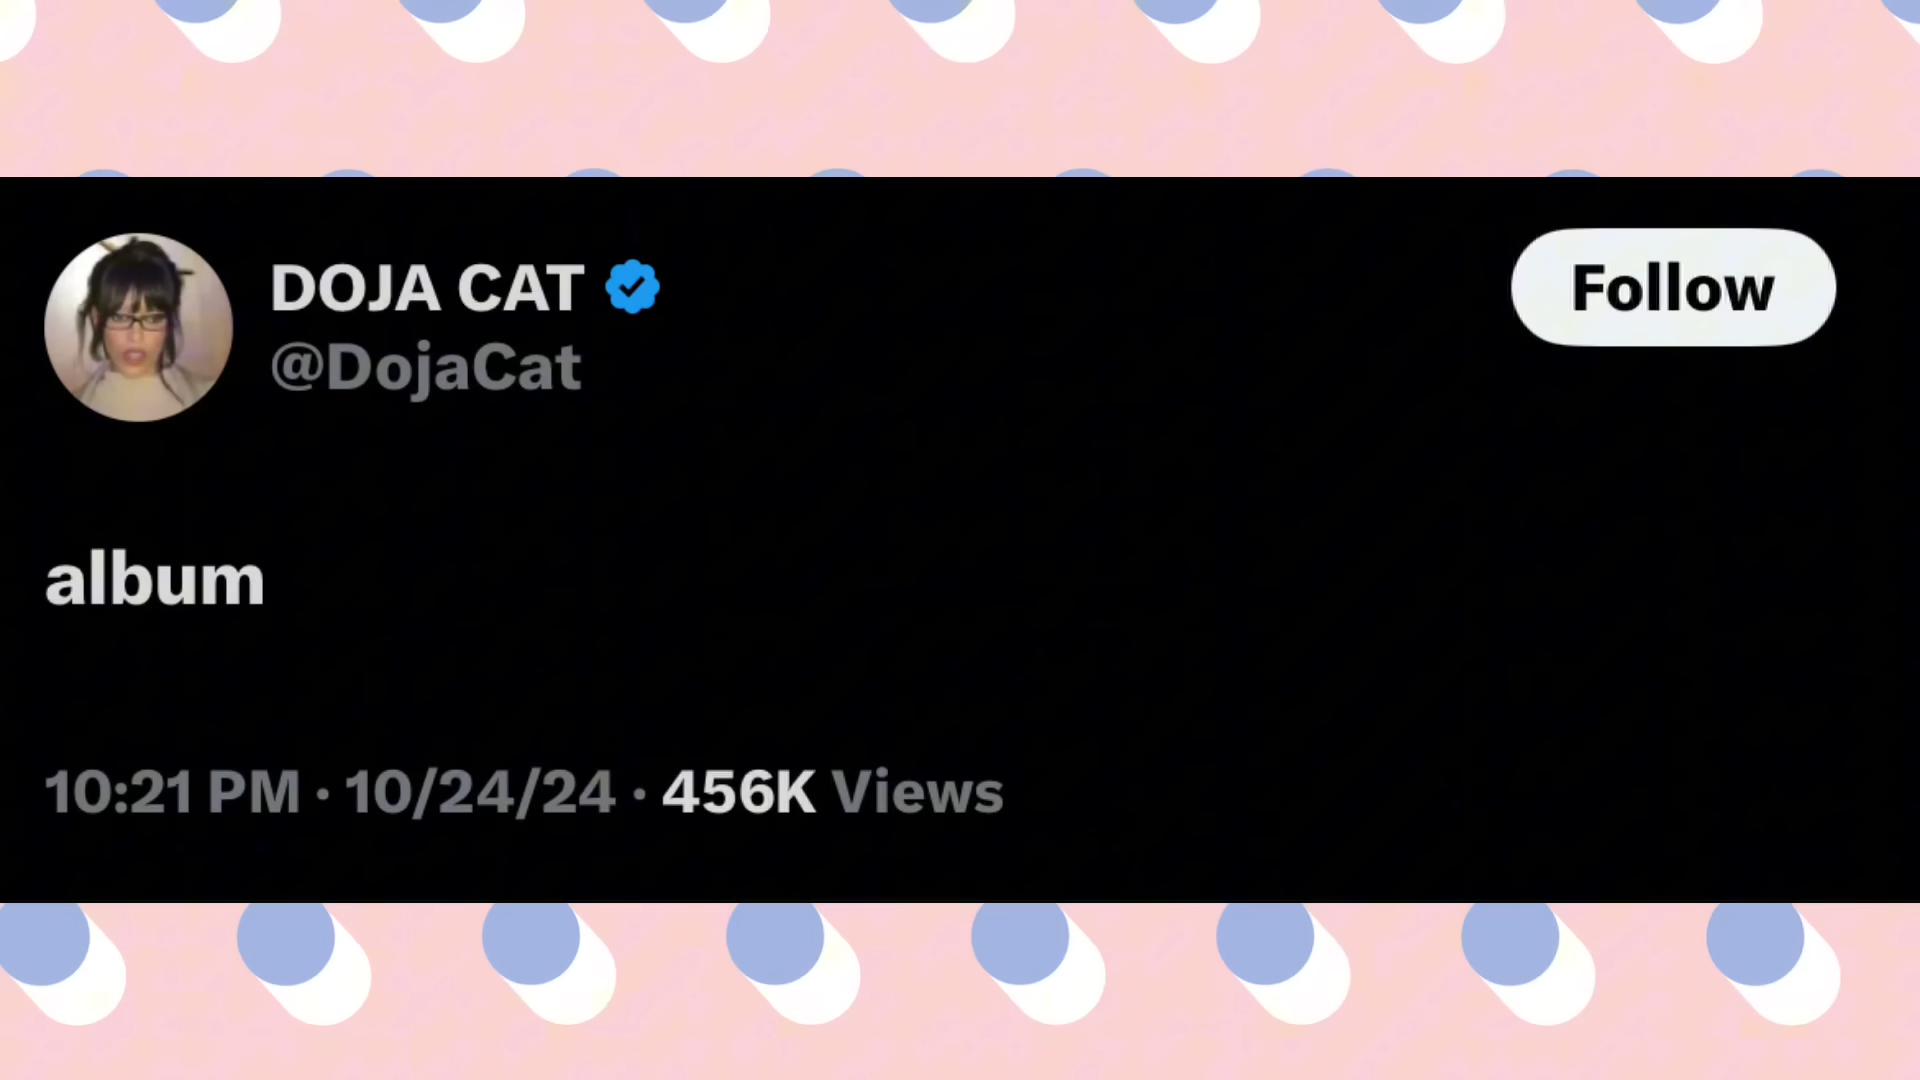 DOJA CAT
Follow
@DojaCat
album
10:21 PM · 10/24/24 · 456K Views